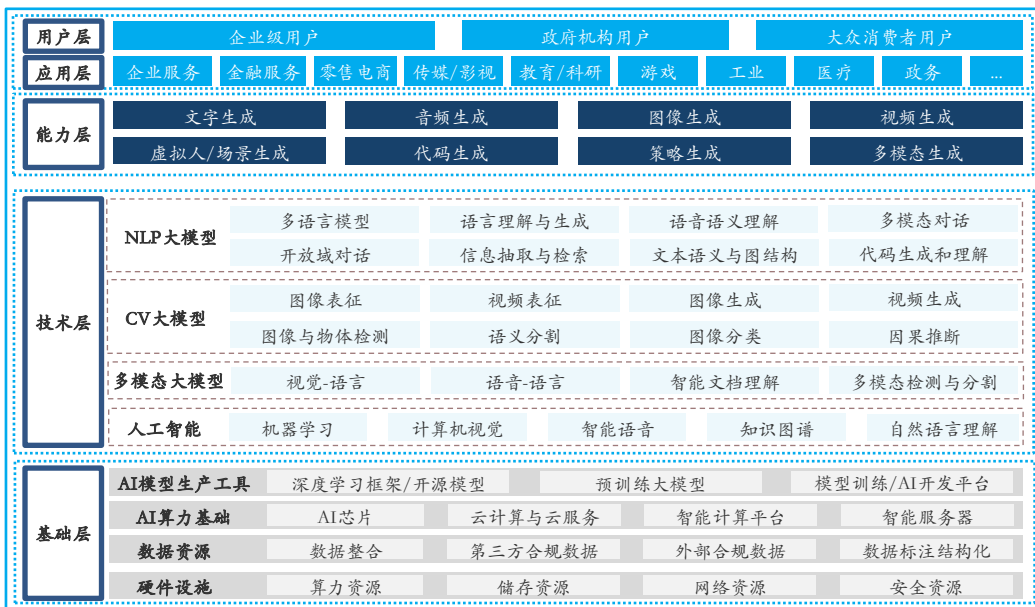 用户层 企业级用户 政府机构用户 大众消费者用户
应用层 企业服务 金融服务 零售电商 传媒/影视 教育/科研 游戏 工业 医疗 政务 ...
能力层
文字生成 音频生成 图像生成 视频生成
虚拟人/场景生成 代码生成 策略生成 多模态生成
技术层
NLP大模型
多语言模型 语言理解与生成 语音语义理解 多模态对话
开放域对话 信息抽取与检索 文本语义与图结构 代码生成和理解
CV大模型
图像表征 视频表征 图像生成 视频生成
图像与物体检测 语义分割 图像分类 因果推断
多模态大模型 视觉-语言 语音-语言 智能文档理解 多模态检测与分割
人工智能 机器学习 计算机视觉 智能语音 知识图谱 自然语言理解
基础层
AI模型生产工具 深度学习框架/开源模型 预训练大模型 模型训练/AI开发平台
AI算力基础 AI芯片 云计算与云服务 智能计算平台 智能服务器
数据资源 数据整合 第三方合规数据 外部合规数据 数据标注结构化
硬件设施 算力资源 储存资源 网络资源 安全资源